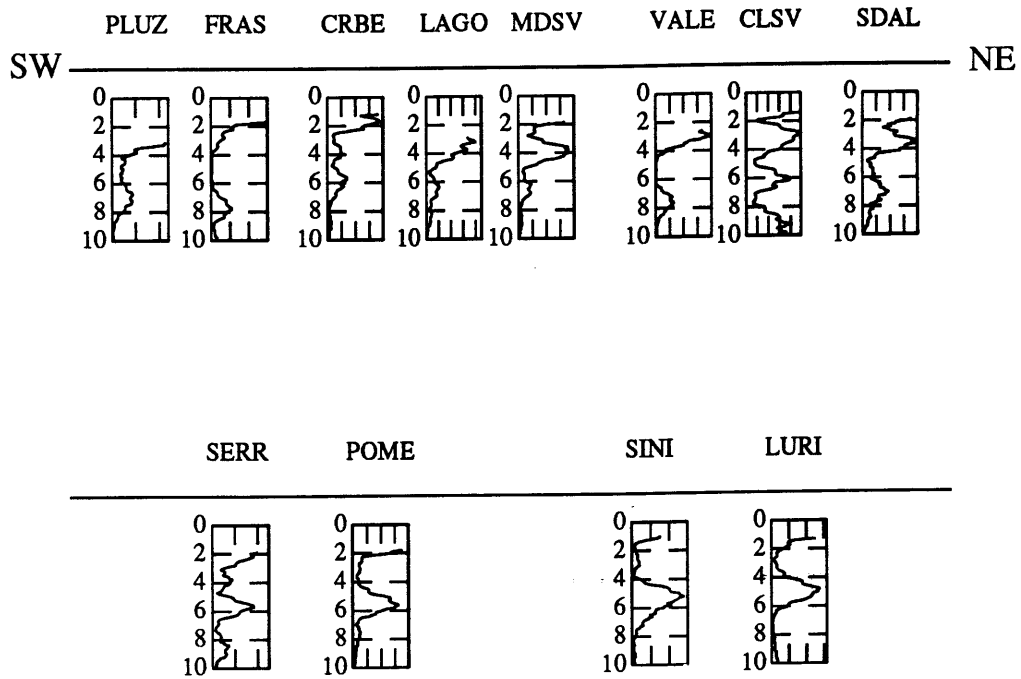 PLUZ FRAS CRBE LAGO MDSV VALE CLSV SDAL
SW NE
0 0 0 0 0 0 0 0
2 2 2 2 2 2 2 2
4 4 4 4 4 4 4 4
6 6 6 6 6 6 6 6
8 8 8 8 8 8 8 8
10 10 10 10 10 10 10 10
SERR POME SINI LURI
0 0 0 0
2 2 2 2
4 4 4 4
6 6 6 6
8 8 8 8
10 10 10 10